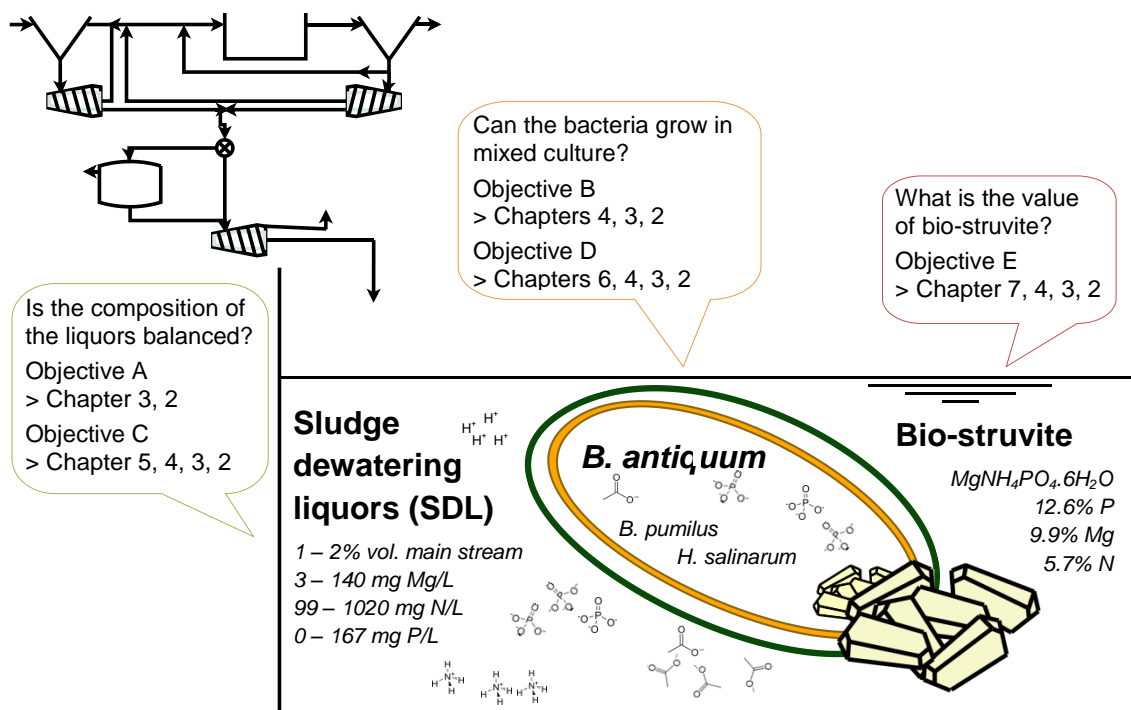 Can the bacteria grow in
mixed culture?
Objective B
> Chapters 4, 3, 2
Objective D
> Chapters 6, 4, 3, 2
What is the value
of bio-struvite?
Objective E
> Chapter 7, 4, 3, 2
Is the composition of
the liquors balanced?
Objective A
> Chapter 3, 2
Objective C
> Chapter 5, 4, 3, 2
Sludge
dewatering
liquors (SDL)
1 – 2% vol. main stream
3 – 140 mg Mg/L
99 – 1020 mg N/L
0 – 167 mg P/L
H⁺ H⁺
H⁺ H⁺
B. antiquum
B. pumilus
H. salinarum
Bio-struvite
MgNH₄PO₄.6H₂O
12.6% P
9.9% Mg
5.7% N